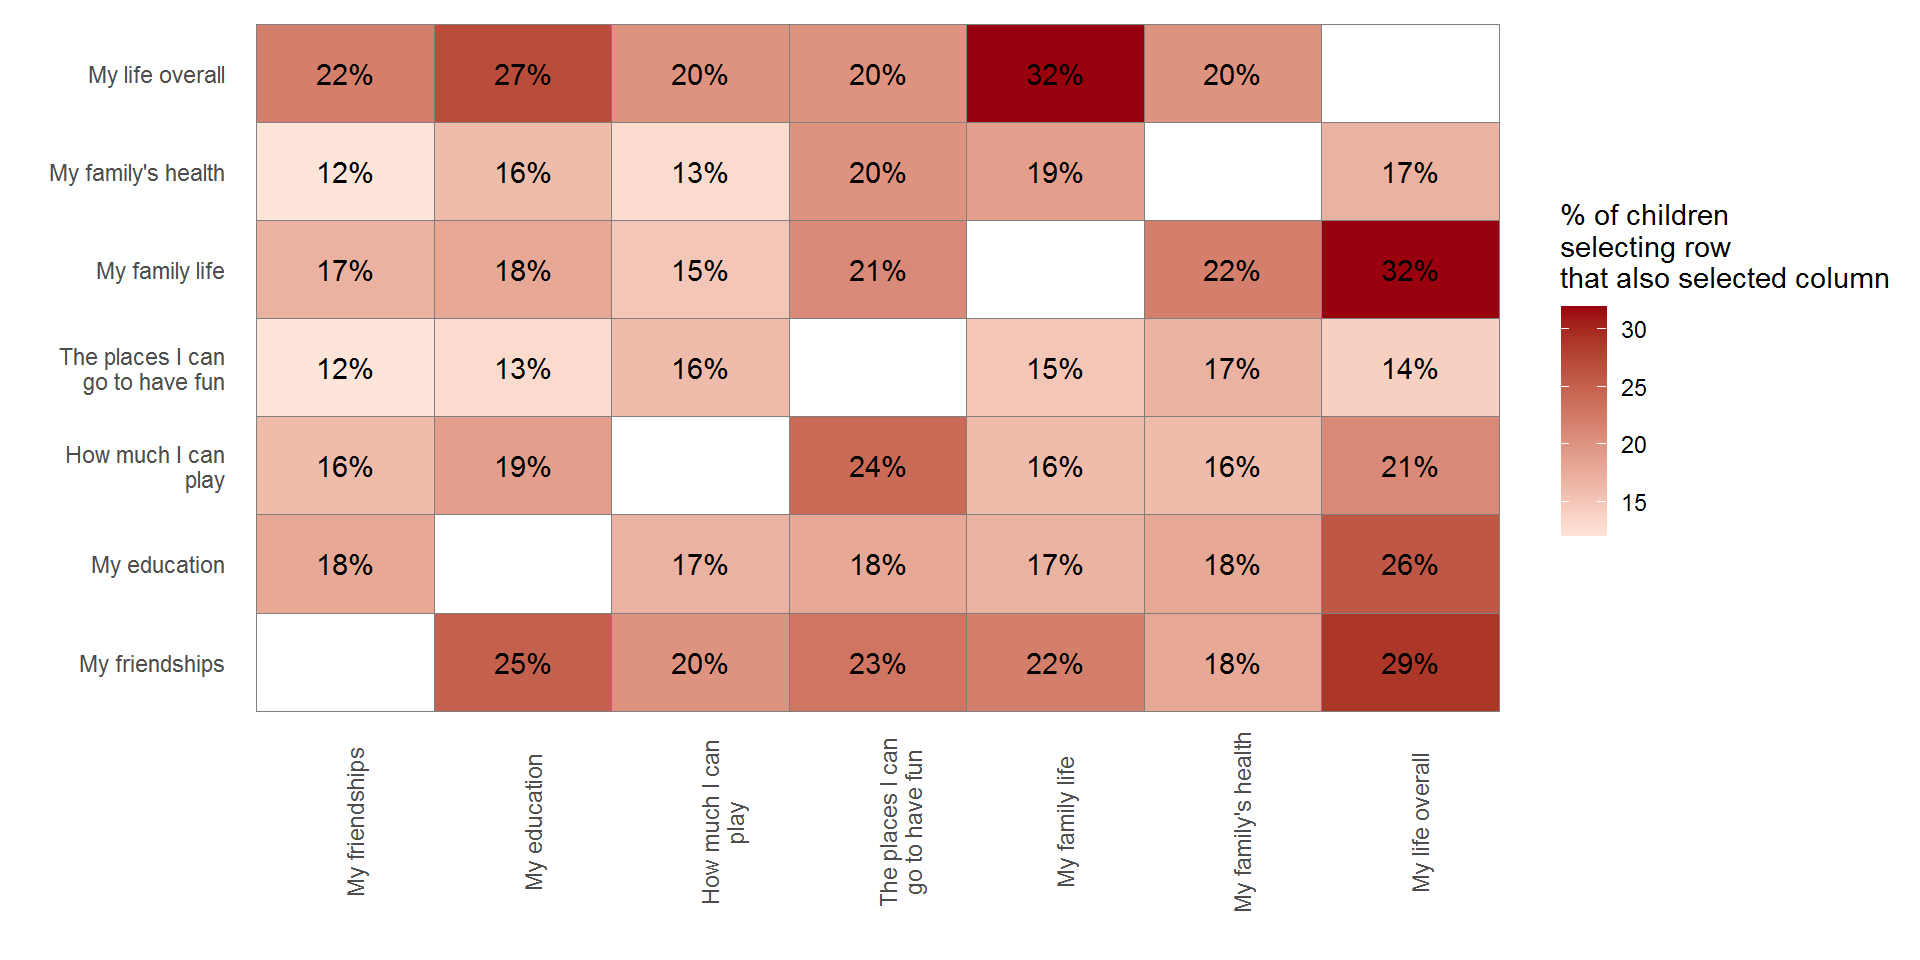 My life overall 22% 27% 20% 20% 32% 20%
My family's health 12% 16% 13% 20% 19% 17%
My family life 17% 18% 15% 21% 22% 32%
The places I can
go to have fun 12% 13% 16% 15% 17% 14%
How much I can
play 16% 19% 24% 16% 16% 21%
My education 18% 17% 18% 17% 18% 26%
My friendships 25% 20% 23% 22% 18% 29%
My friendships
My education
How much I can
play
The places I can
go to have fun
My family life
My family's health
My life overall
% of children
selecting row
that also selected column
30
25
20
15